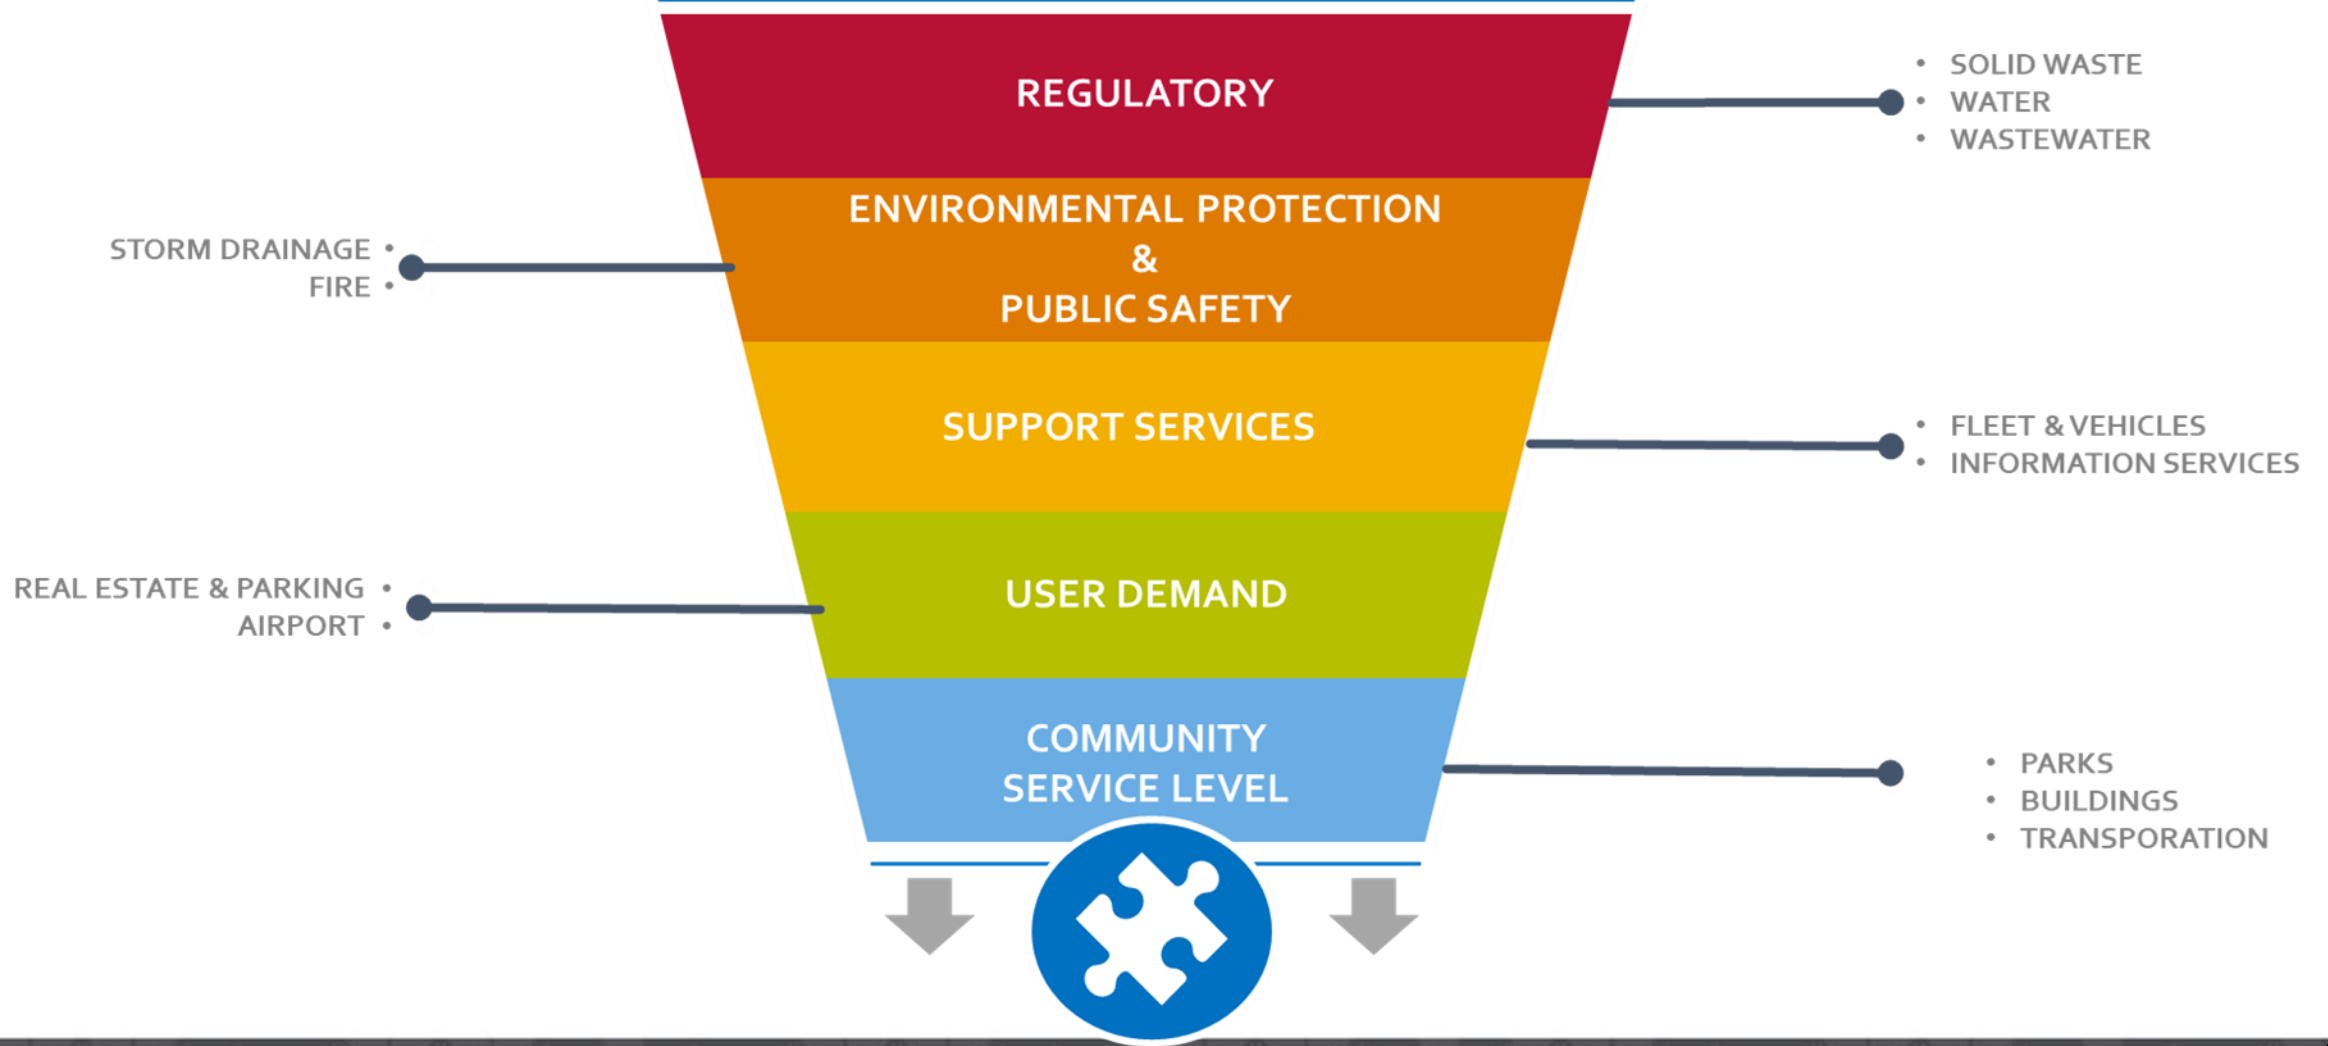 REGULATORY
• SOLID WASTE
• WATER
• WASTEWATER
ENVIRONMENTAL PROTECTION
&
PUBLIC SAFETY
STORM DRAINAGE •
FIRE •
SUPPORT SERVICES
• FLEET & VEHICLES
• INFORMATION SERVICES
USER DEMAND
REAL ESTATE & PARKING •
AIRPORT •
COMMUNITY
SERVICE LEVEL
• PARKS
• BUILDINGS
• TRANSPORATION